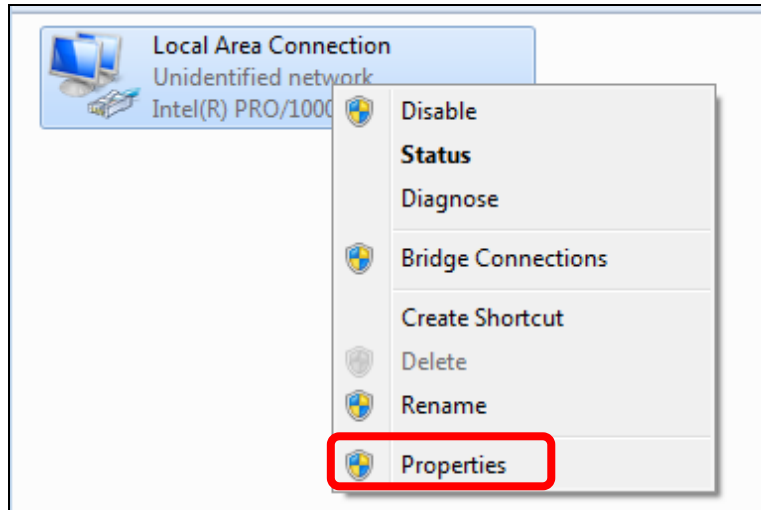 Local Area Connection
Unidentified network
Intel(R) PRO/1000
Disable
Status
Diagnose
Bridge Connections
Create Shortcut
Delete
Rename
Properties